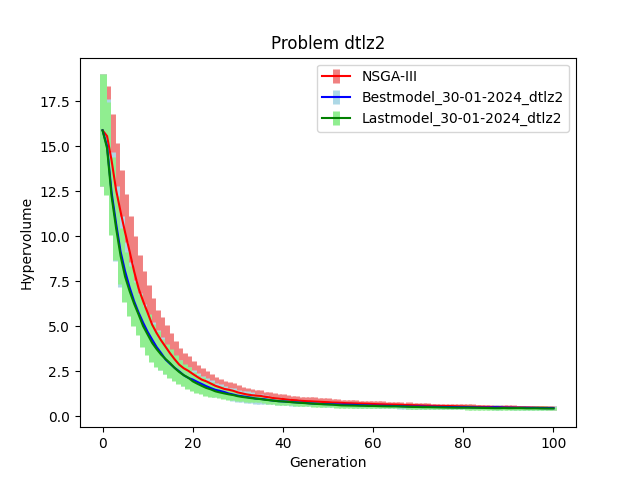 Problem dtlz2
NSGA-III
Bestmodel_30-01-2024_dtlz2
Lastmodel_30-01-2024_dtlz2
17.5
15.0
12.5
10.0
7.5
5.0
2.5
0.0
Hypervolume
0 20 40 60 80 100
Generation